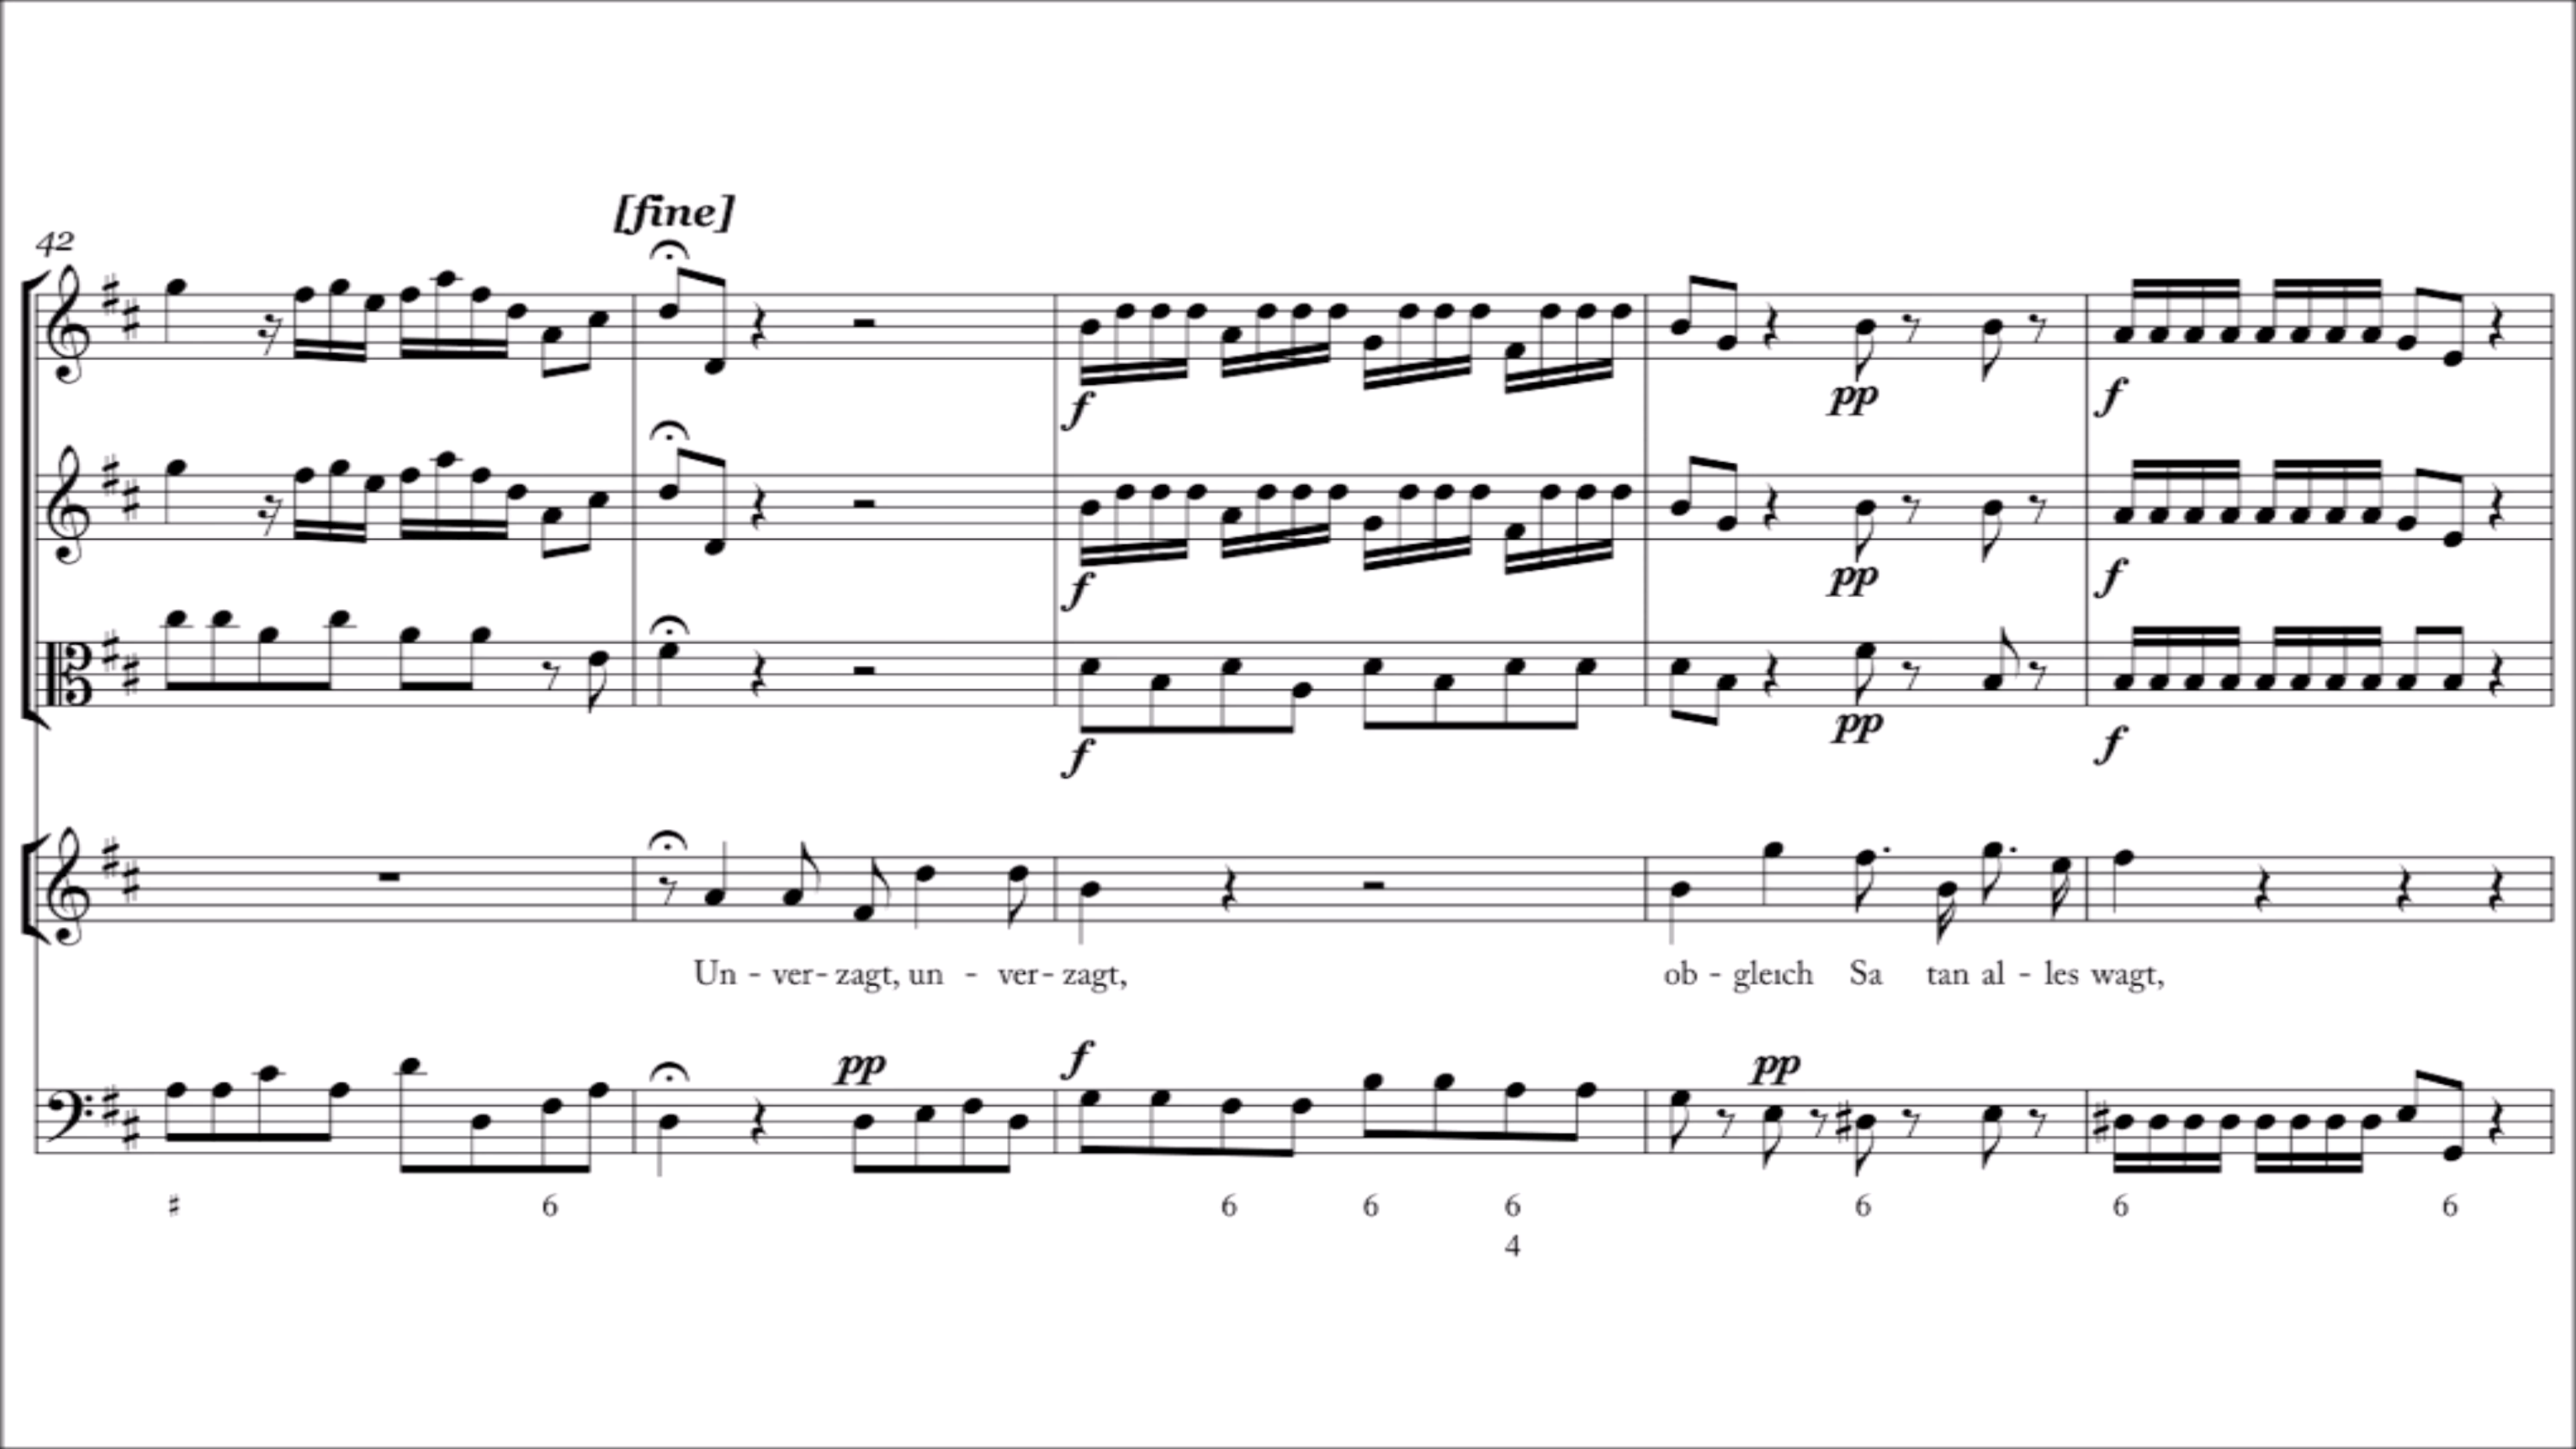 [fine]
42
f pp f
f pp f
f pp f
Un - ver- zagt, un - ver- zagt, ob - gleich Sa tan al - les wagt,
pp f pp
♯ 6 6 6 6 6 6 6
4